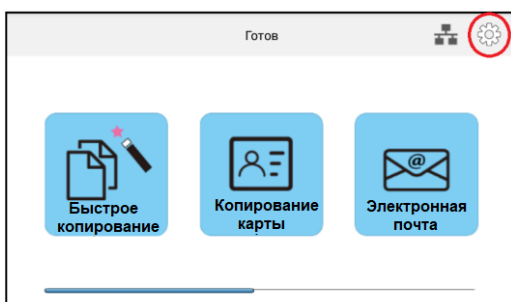 Готов
Быстрое
копирование
Копирование
карты
@
Электронная
почта